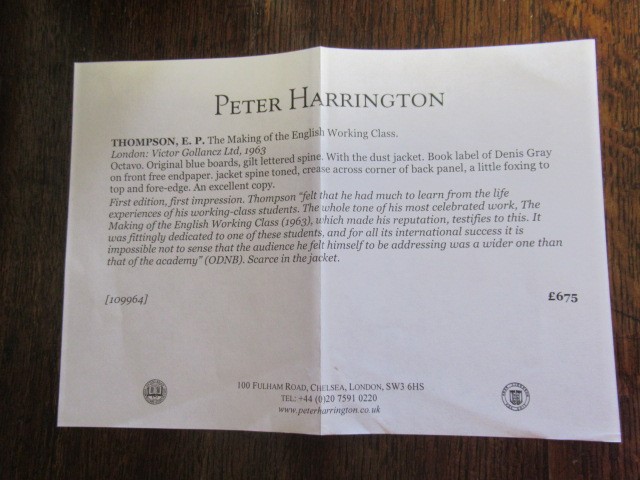 PETER HARRINGTON
THOMPSON, E. P. The Making of the English Working Class.
London: Victor Gollancz Ltd, 1963
Octavo. Original blue boards, gilt lettered spine. With the dust jacket. Book label of Denis Gray
on front free endpaper. jacket spine toned, crease across corner of back panel, a little foxing to
top and fore-edge. An excellent copy.
First edition, first impression. Thompson “felt that he had much to learn from the life
experiences of his working-class students. The whole tone of his most celebrated work, The
Making of the English Working Class (1963), which made his reputation, testifies to this. It
was fittingly dedicated to one of these students, and for all its international success it is
impossible not to sense that the audience he felt himself to be addressing was a wider one than
that of the academy” (ODNB). Scarce in the jacket.
[109964]
£675
100 FULHAM ROAD, CHELSEA, LONDON, SW3 6HS
TEL: +44 (0)20 7591 0220
www.peterharrington.co.uk